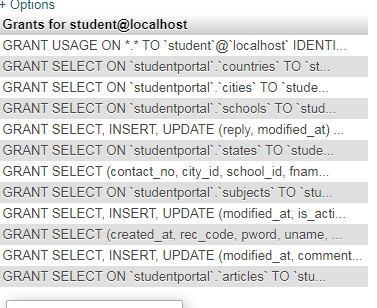 + Options
Grants for student@localhost
GRANT USAGE ON *.* TO `student`@`localhost` IDENTI...
GRANT SELECT ON `studentportal`.`countries` TO `st...
GRANT SELECT ON `studentportal`.`cities` TO `stude...
GRANT SELECT ON `studentportal`.`schools` TO `stud...
GRANT SELECT, INSERT, UPDATE (reply, modified_at) ...
GRANT SELECT ON `studentportal`.`states` TO `stude...
GRANT SELECT (contact_no, city_id, school_id, fnam...
GRANT SELECT ON `studentportal`.`subjects` TO `stu...
GRANT SELECT, INSERT, UPDATE (modified_at, is_acti...
GRANT SELECT (created_at, rec_code, pword, uname, ...
GRANT SELECT, INSERT, UPDATE (modified_at, comment...
GRANT SELECT ON `studentportal`.`articles` TO `stu...